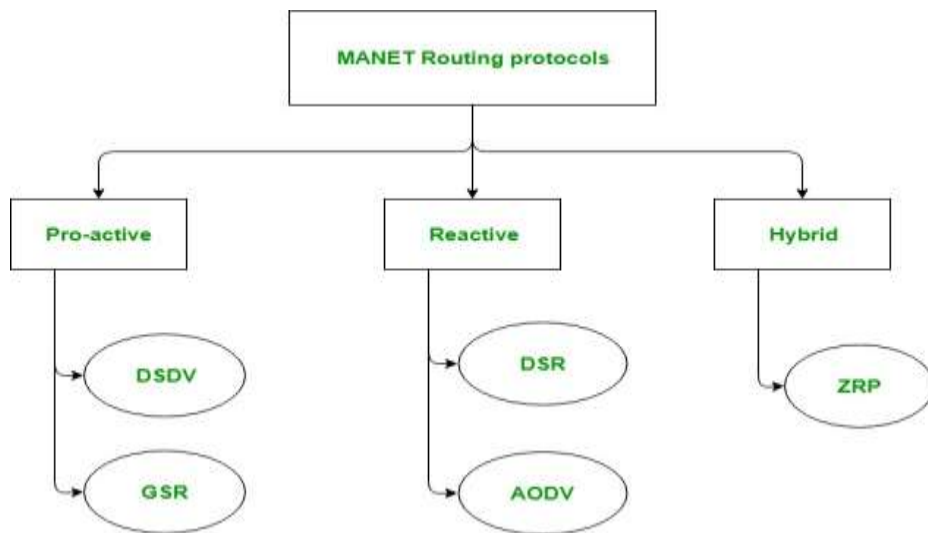 MANET Routing protocols
Pro-active
Reactive
Hybrid
DSDV
DSR
ZRP
GSR
AODV